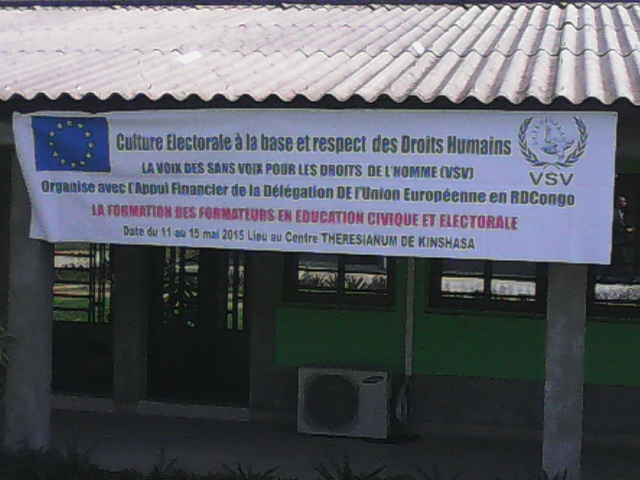 Culture Electorale à la base et respect des Droits Humains
LA VOIX DES SANS VOIX POUR LES DROITS DE L'HOMME (VSV)
VSV
Organise avec l'Appui Financier de la Délégation DE l'Union Européenne en RDCongo
LA FORMATION DES FORMATEURS EN EDUCATION CIVIQUE ET ELECTORALE
Date du 11 au 15 mai 2015 Lieu au Centre THERESIANUM DE KINSHASA